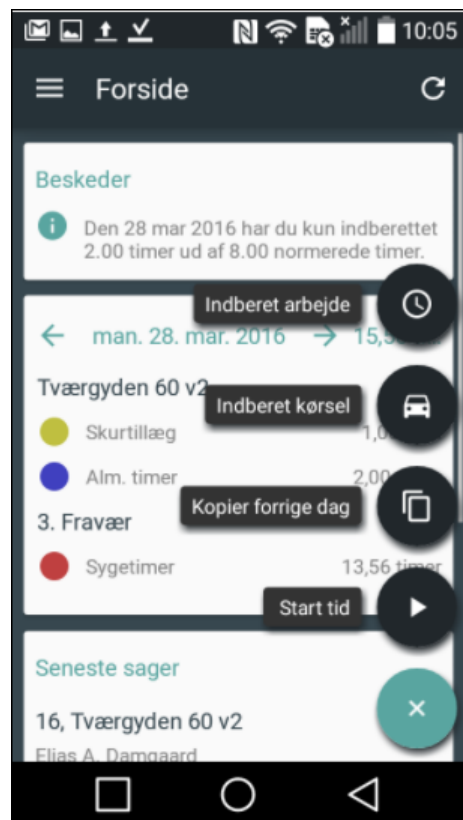 10:05
Forside
Beskeder
Den 28 mar 2016 har du kun indberettet
2.00 timer ud af 8.00 normerede timer.
Indberet arbejde
man. 28. mar. 2016
Tværgyden 60 v2
Indberet kørsel
Skurtillæg
Alm. timer
Kopier forrige dag
3. Fravær
Sygetimer 13,56 timer
Start tid
Seneste sager
16, Tværgyden 60 v2
Elias A. Damgaard